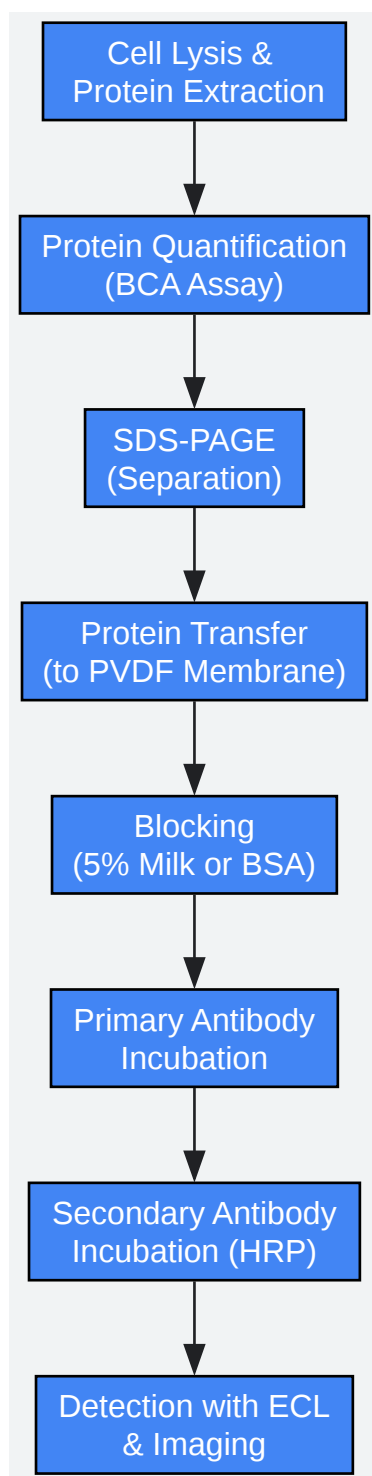 Cell Lysis &
Protein Extraction
Protein Quantification
(BCA Assay)
SDS-PAGE
(Separation)
Protein Transfer
(to PVDF Membrane)
Blocking
(5% Milk or BSA)
Primary Antibody
Incubation
Secondary Antibody
Incubation (HRP)
Detection with ECL
& Imaging